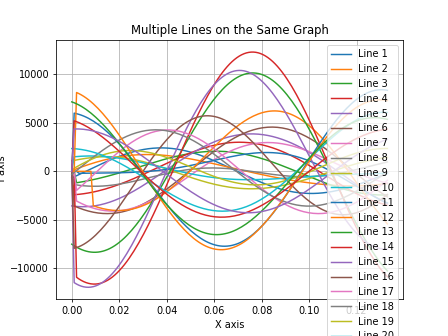 Multiple Lines on the Same Graph
10000
5000
0
−5000
−10000
0.00
0.02
0.04
0.06
0.08
0.10
X axis
axis
Line 1
Line 2
Line 3
Line 4
Line 5
Line 6
Line 7
Line 8
Line 9
Line 10
Line 11
Line 12
Line 13
Line 14
Line 15
Line 16
Line 17
Line 18
Line 19
Line 20